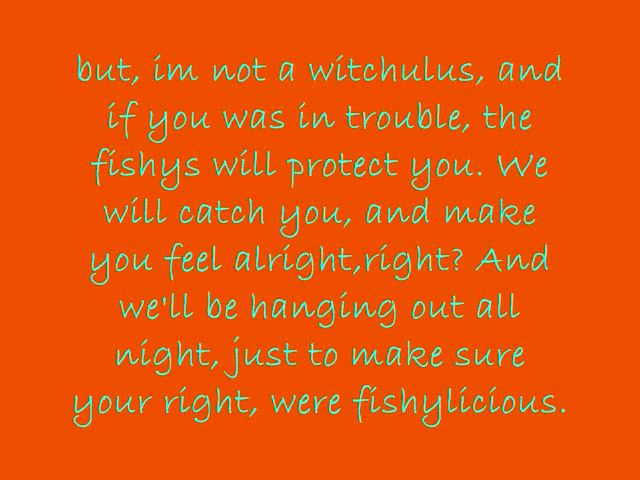 but, im not a witchulus, and
if you was in trouble, the
fishys will protect you. We
will catch you, and make
you feel alright,right? And
we'll be hanging out all
night, just to make sure
your right, were fishylicious.